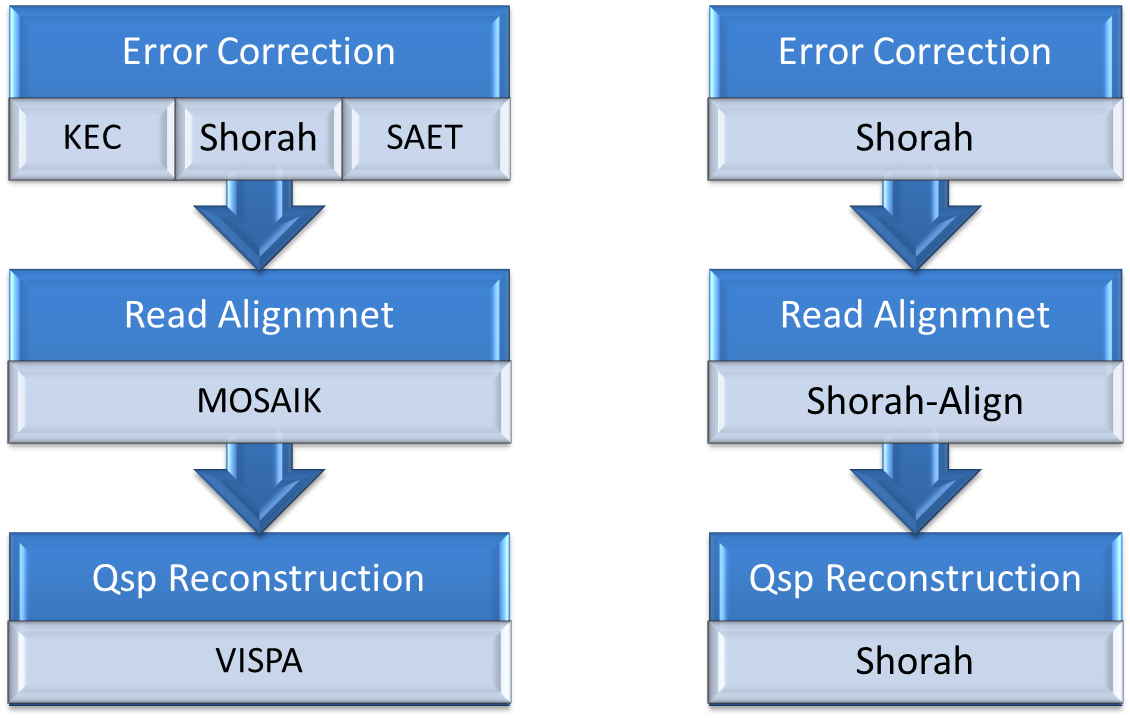 Error Correction
KEC Shorah SAET
Read Alignmnet
MOSAIK
Qsp Reconstruction
VISPA
Error Correction
Shorah
Read Alignmnet
Shorah-Align
Qsp Reconstruction
Shorah